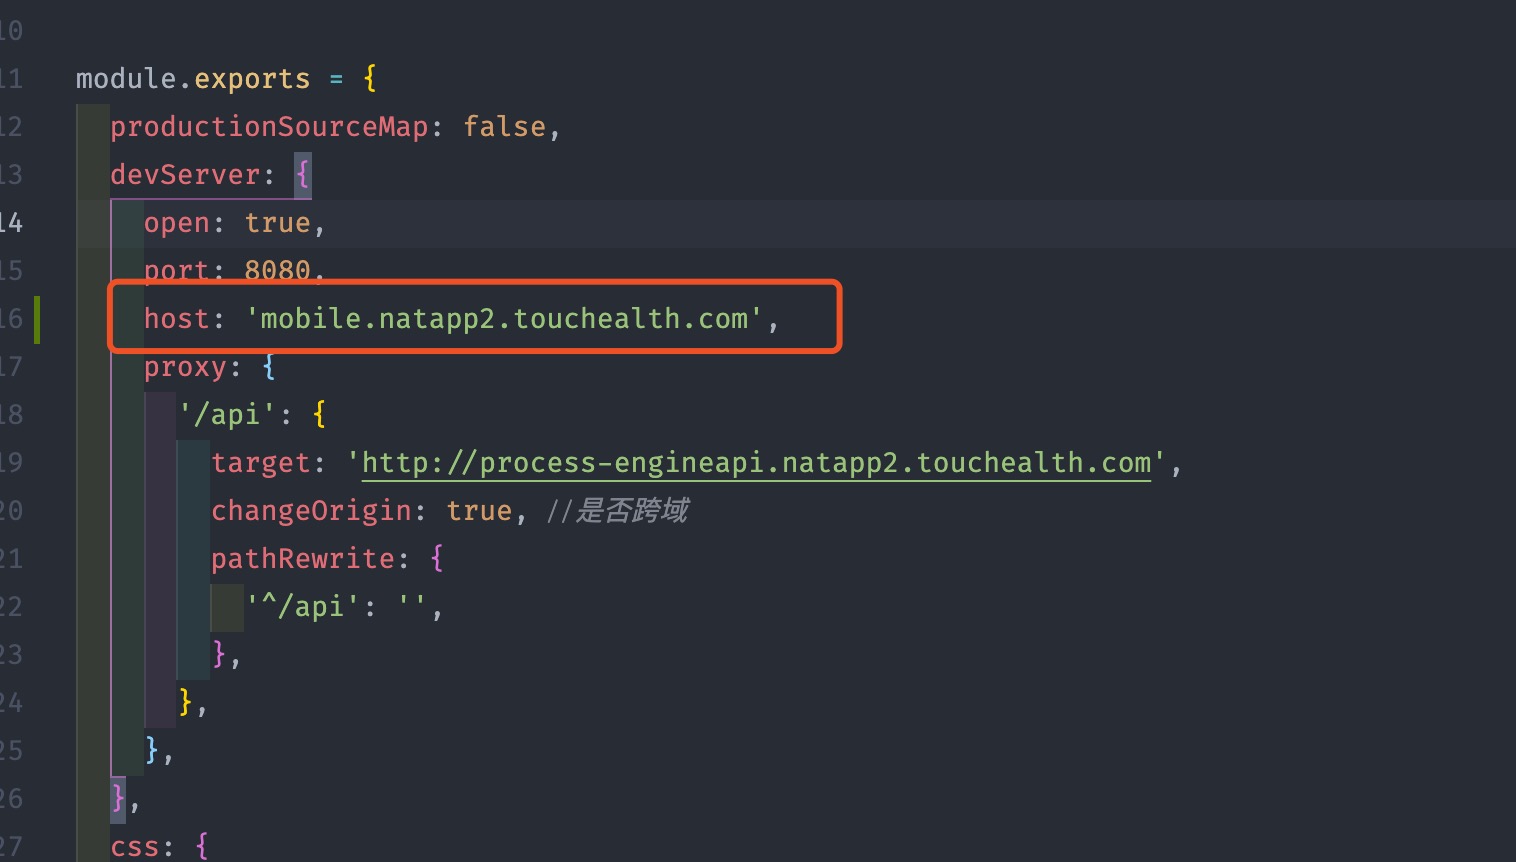 10
11 module.exports = {
12 productionSourceMap: false,
13 devServer: {
14 open: true,
15 port: 8080,
16 host: 'mobile.natapp2.touchealth.com',
17 proxy: {
18 '/api': {
19 target: 'http://process-engineapi.natapp2.touchealth.com',
20 changeOrigin: true, //是否跨域
21 pathRewrite: {
22 '^/api': '',
23 },
24 },
25 },
26 },
27 css: {